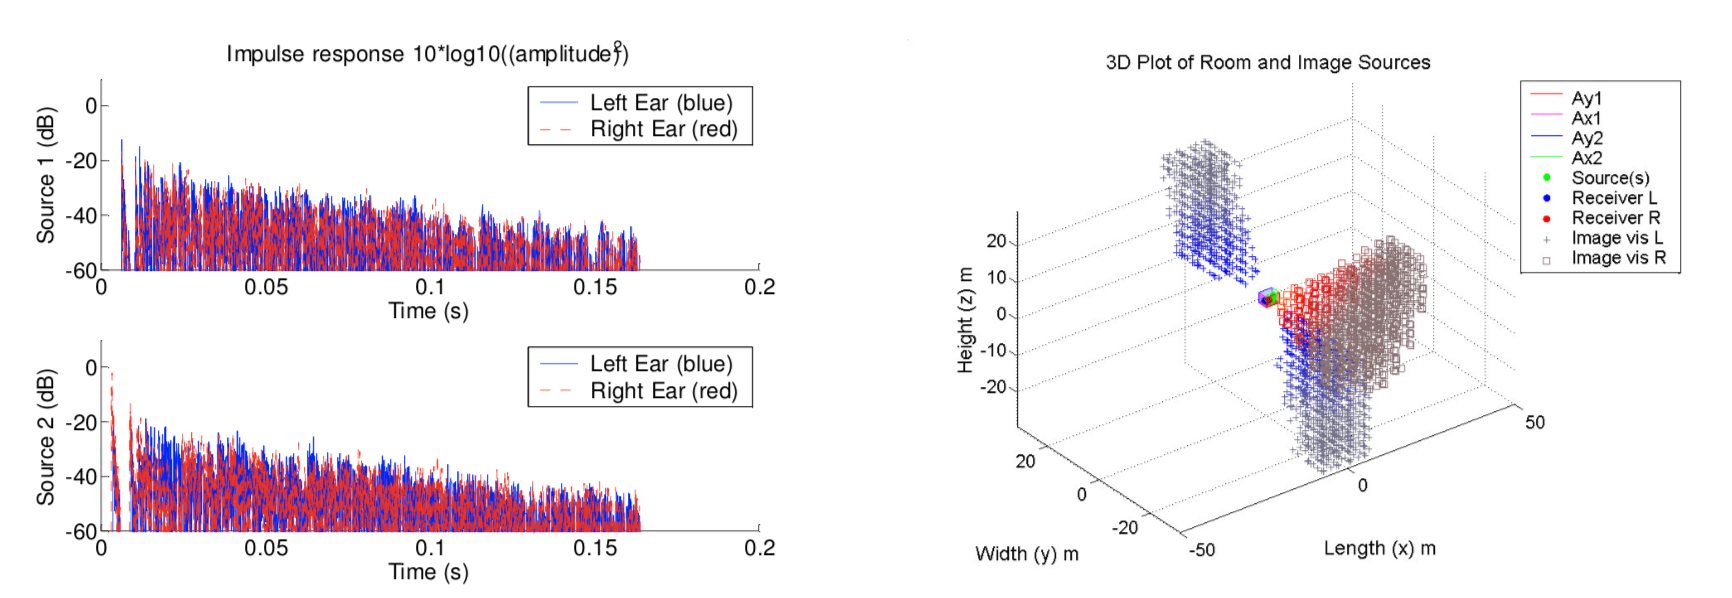 Impulse response 10*log10((amplitude)²)
Source 1 (dB)
0
-20
-40
-60
Left Ear (blue)
Right Ear (red)
0
0.05
0.1
0.15
0.2
Time (s)
Source 2 (dB)
0
-20
-40
-60
Left Ear (blue)
Right Ear (red)
0
0.05
0.1
0.15
0.2
Time (s)
3D Plot of Room and Image Sources
Ay1
Ax1
Ay2
Ax2
Source(s)
Receiver L
Receiver R
Image vis L
Image vis R
Height (z) m
20
10
0
-10
-20
20
0
-20
Width (y) m
-50
0
50
Length (x) m